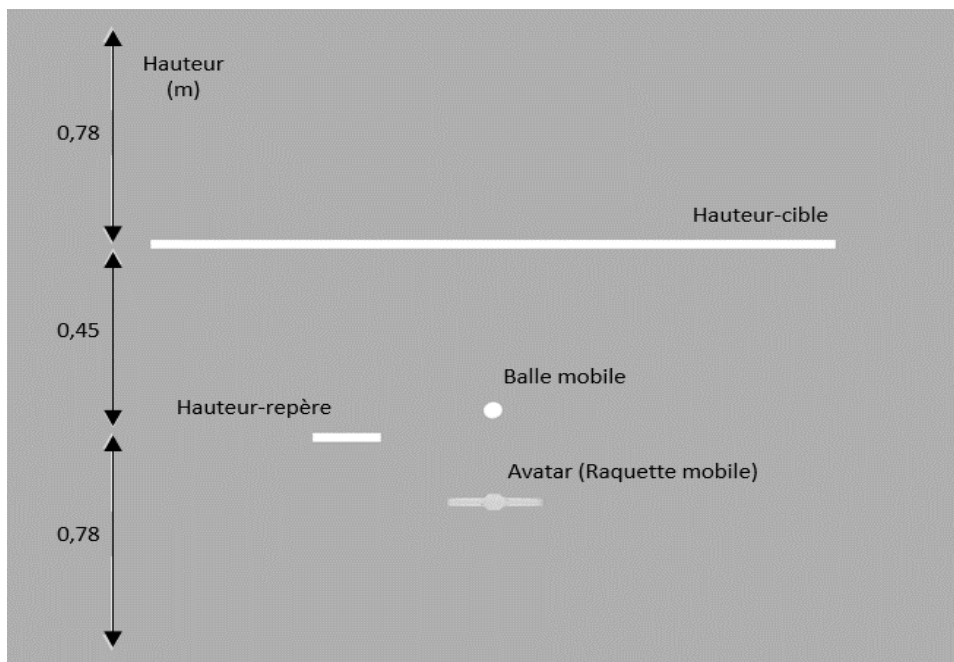 Hauteur
(m)
0,78
Hauteur-cible
0,45
Balle mobile
Hauteur-repère
Avatar (Raquette mobile)
0,78